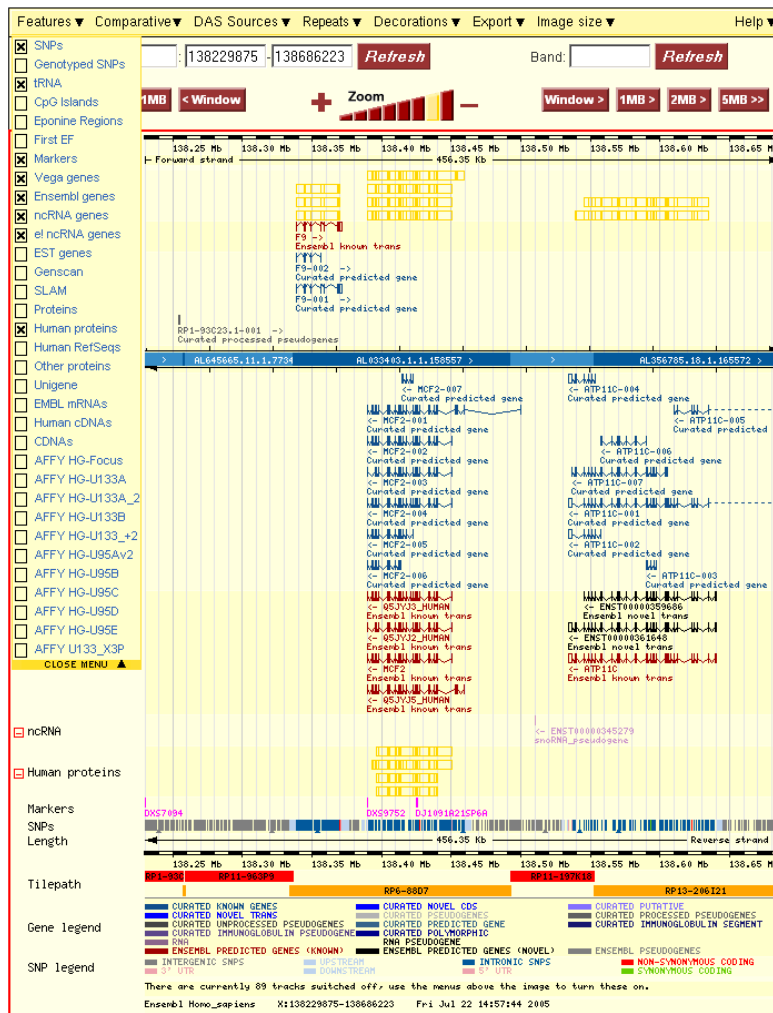 Features ▼ Comparative ▼ DAS Sources ▼ Repeats ▼ Decorations ▼ Export ▼ Image size ▼ Help ▼
SNPs
Genotyped SNPs
tRNA
CpG Islands
Eponine Regions
First EF
Markers
Vega genes
Ensembl genes
ncRNA genes
e! ncRNA genes
EST genes
Genscan
SLAM
Proteins
Human proteins
Human RefSeqs
Other proteins
Unigene
EMBL mRNAs
Human cDNAs
CDNAs
AFFY HG-Focus
AFFY HG-U133A
AFFY HG-U133A_2
AFFY HG-U133B
AFFY HG-U133_+2
AFFY HG-U95Av2
AFFY HG-U95B
AFFY HG-U95C
AFFY HG-U95D
AFFY HG-U95E
AFFY U133_X3P
CLOSE MENU ▲
: 138229875 - 138686223 Refresh Band: Refresh
1MB < Window + Zoom − Window > 1MB > 2MB > 5MB >>
138.25 Mb 138.30 Mb 138.35 Mb 138.40 Mb 138.45 Mb 138.50 Mb 138.55 Mb 138.60 Mb 138.65 M
Forward strand 456.35 Kb
F9 ->
Ensembl known trans
F9-002 ->
Curated predicted gene
F9-001 ->
Curated predicted gene
RP1-93C23.1-001 ->
Curated processed pseudogenes
> AL645665.11.1.7734 AL033403.1.1.158557 > > AL356785.18.1.165572 >
<- MCF2-007 <- ATP11C-004
Curated predicted gene Curated predicted gene
<- MCF2-001 <- ATP11C-005
Curated predicted gene Curated predicted gene
<- MCF2-002 <- ATP11C-006
Curated predicted gene Curated predicted gene
<- MCF2-003 <- ATP11C-007
Curated predicted gene Curated predicted gene
<- MCF2-004 <- ATP11C-001
Curated predicted gene Curated predicted gene
<- MCF2-005 <- ATP11C-002
Curated predicted gene Curated predicted gene
<- MCF2-006 <- ATP11C-003
Curated predicted gene Curated predicted gene
<- Q5JYJ3_HUMAN <- ENST00000359686
Ensembl known trans Ensembl novel trans
<- Q5JYJ2_HUMAN <- ENST00000361648
Ensembl known trans Ensembl novel trans
<- MCF2 <- ATP11C
Ensembl known trans Ensembl known trans
<- Q5JYJ5_HUMAN
Ensembl known trans
ncRNA <- ENST00000345279
snoRNA_pseudogene
Human proteins
Markers
DXS7094 DXS9752 DJ1091A21SP6A
SNPs
Length 456.35 Kb Reverse strand
138.25 Mb 138.30 Mb 138.35 Mb 138.40 Mb 138.45 Mb 138.50 Mb 138.55 Mb 138.60 Mb 138.65 M
Tilepath RP1-93C RP11-963P9 RP11-197K18
RP6-88D7 RP13-206I21
CURATED KNOWN GENES CURATED NOVEL CDS CURATED PUTATIVE
CURATED NOVEL TRANS CURATED PSEUDOGENES CURATED PROCESSED PSEUDOGENES
Gene legend CURATED UNPROCESSED PSEUDOGENES CURATED PREDICTED GENE CURATED IMMUNOGLOBULIN SEGMENT
CURATED IMMUNOGLOBULIN PSEUDOGENE CURATED POLYMORPHIC
RNA RNA PSEUDOGENE
ENSEMBL PREDICTED GENES (KNOWN) ENSEMBL PREDICTED GENES (NOVEL) ENSEMBL PSEUDOGENES
SNP legend INTERGENIC SNPS UPSTREAM INTRONIC SNPS NON-SYNONYMOUS CODING
3' UTR DOWNSTREAM 5' UTR SYNONYMOUS CODING
There are currently 89 tracks switched off, use the menus above the image to turn these on.
Ensembl Homo_sapiens X:138229875-138686223 Fri Jul 22 14:57:44 2005